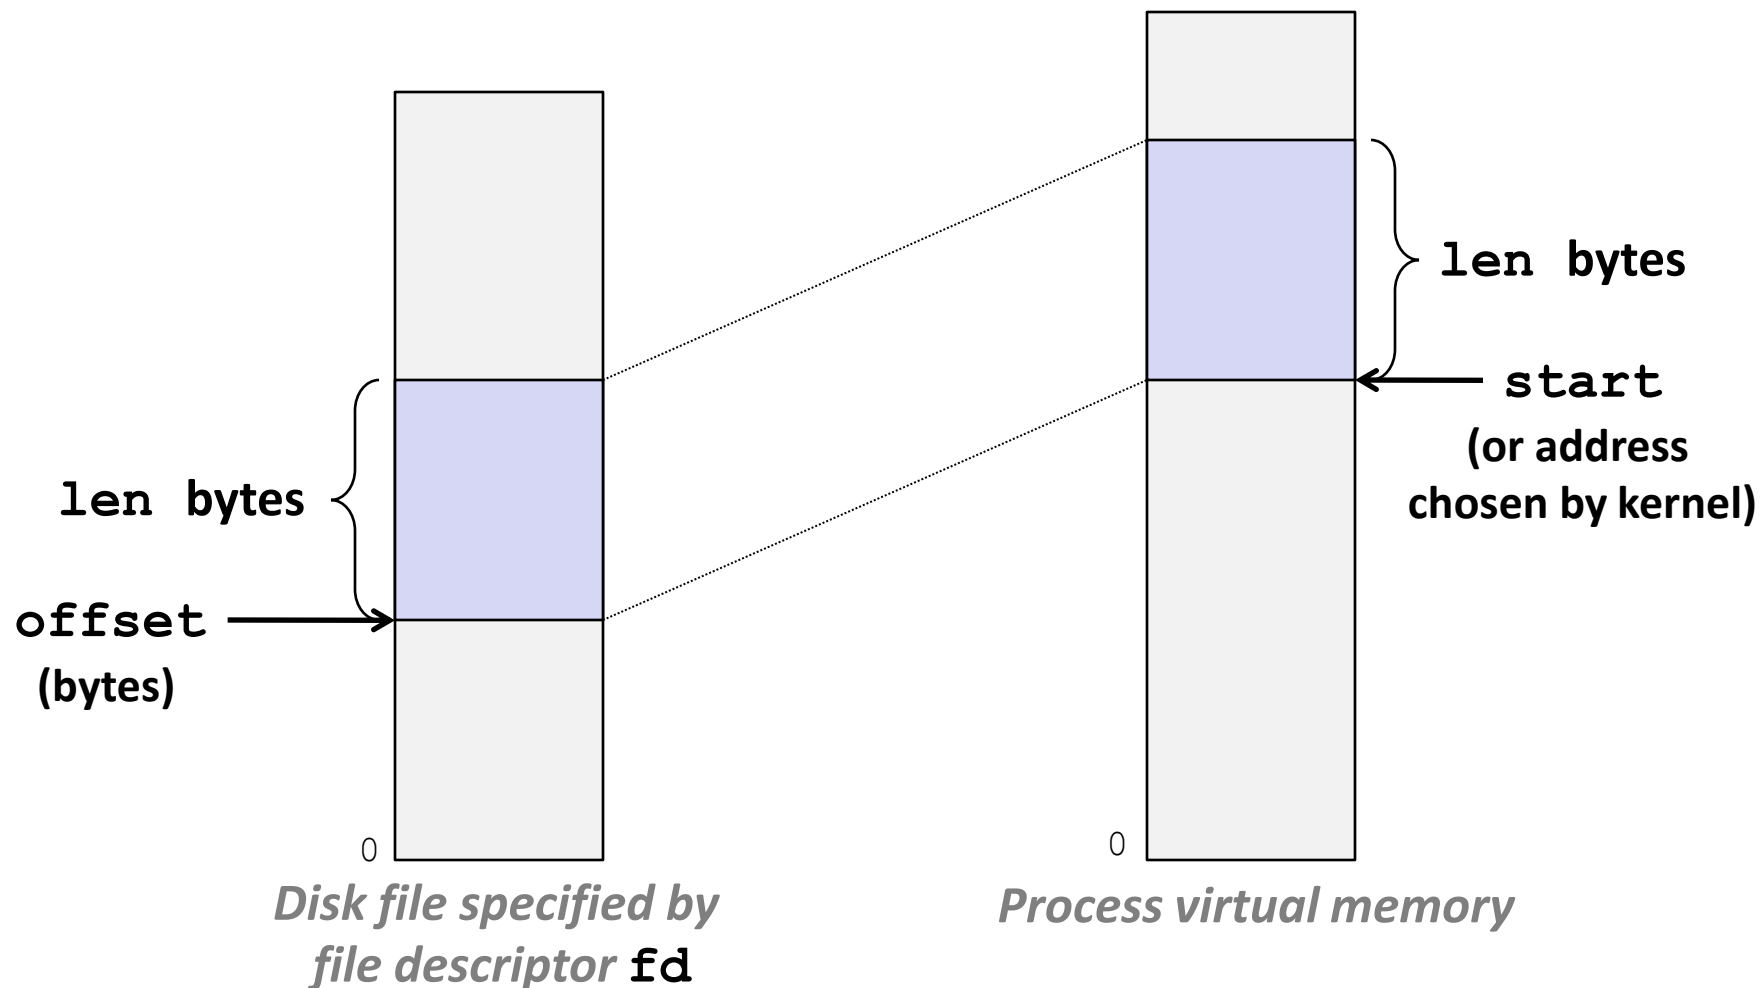 len bytes
start
(or address
chosen by kernel)
len bytes
offset
(bytes)
0
0
Disk file specified by
file descriptor fd
Process virtual memory